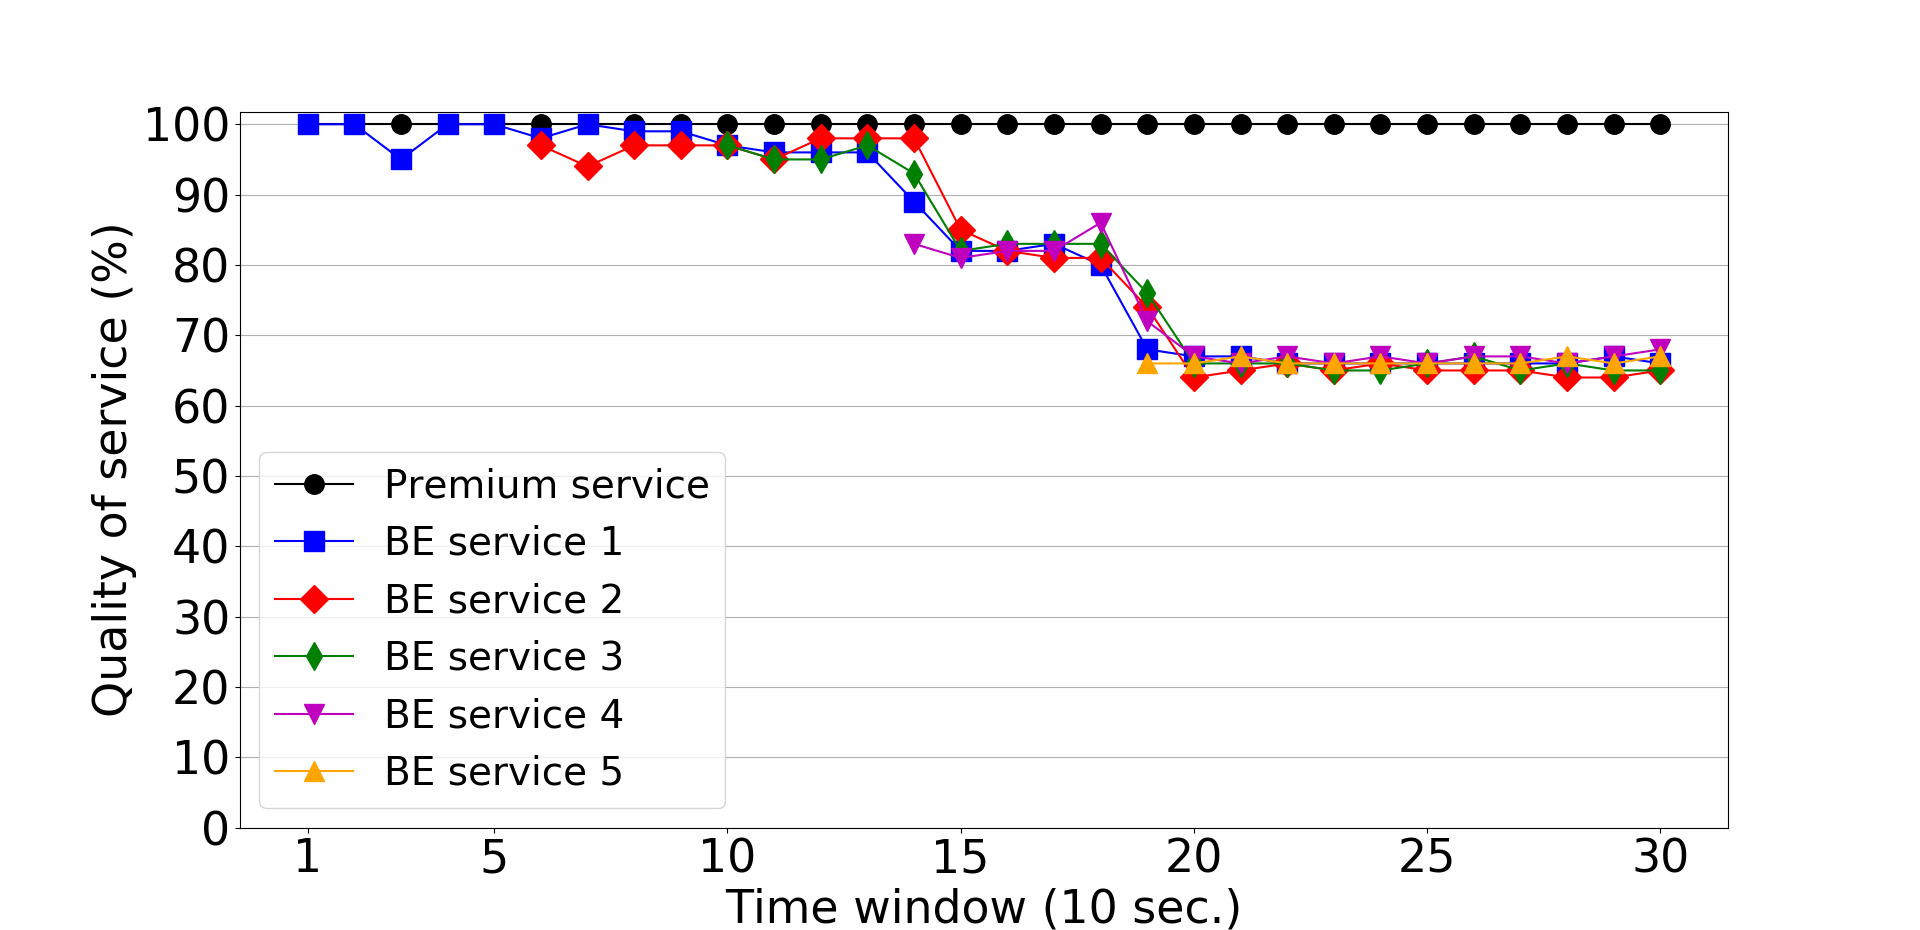 Quality of service (%)
100
90
80
70
60
50
40
30
20
10
0
Premium service
BE service 1
BE service 2
BE service 3
BE service 4
BE service 5
1 5 10 15 20 25 30
Time window (10 sec.)